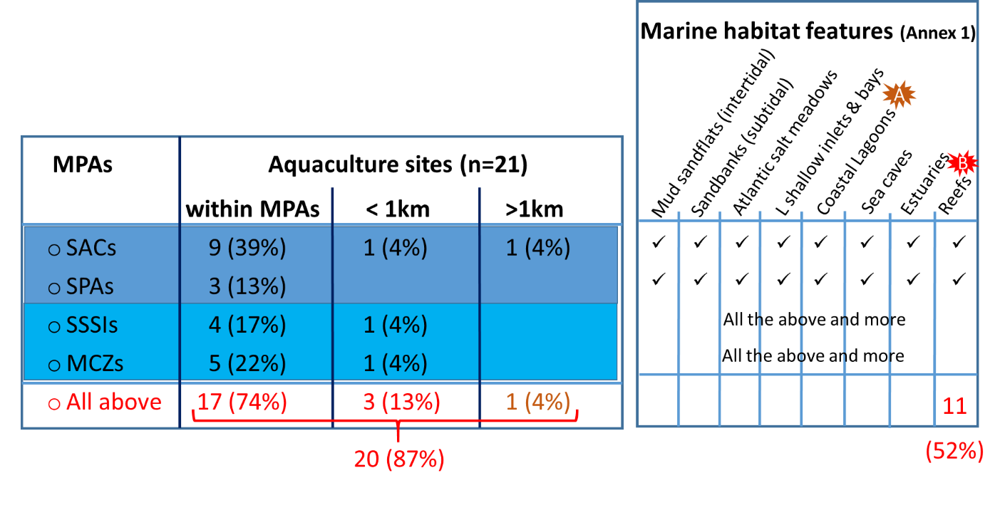 Marine habitat features (Annex 1)
Mud sandflats (intertidal)
Sandbanks (subtidal)
Atlantic salt meadows
L shallow inlets & bays
Coastal Lagoons
A
Sea caves
Estuaries
Reefs
B
MPAs Aquaculture sites (n=21)
within MPAs < 1km >1km
○ SACs 9 (39%) 1 (4%) 1 (4%) ✓ ✓ ✓ ✓ ✓ ✓ ✓ ✓
○ SPAs 3 (13%) ✓ ✓ ✓ ✓ ✓ ✓ ✓ ✓
○ SSSIs 4 (17%) 1 (4%) All the above and more
○ MCZs 5 (22%) 1 (4%) All the above and more
○ All above 17 (74%) 3 (13%) 1 (4%) 11
20 (87%) (52%)